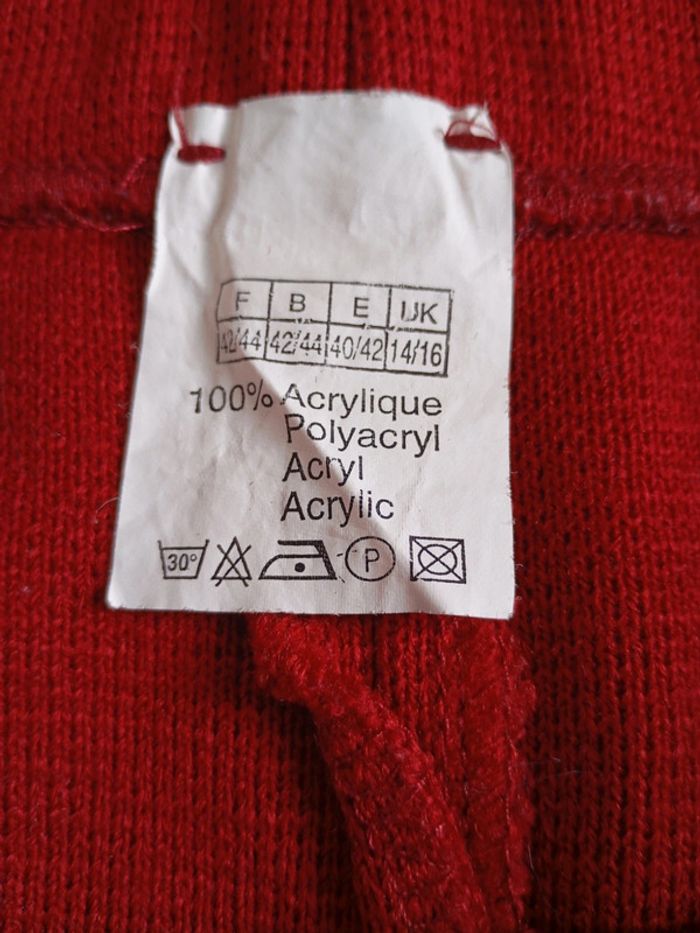 F B E UK
42/44 42/44 40/42 14/16
100% Acrylique
Polyacryl
Acryl
Acrylic
30° P